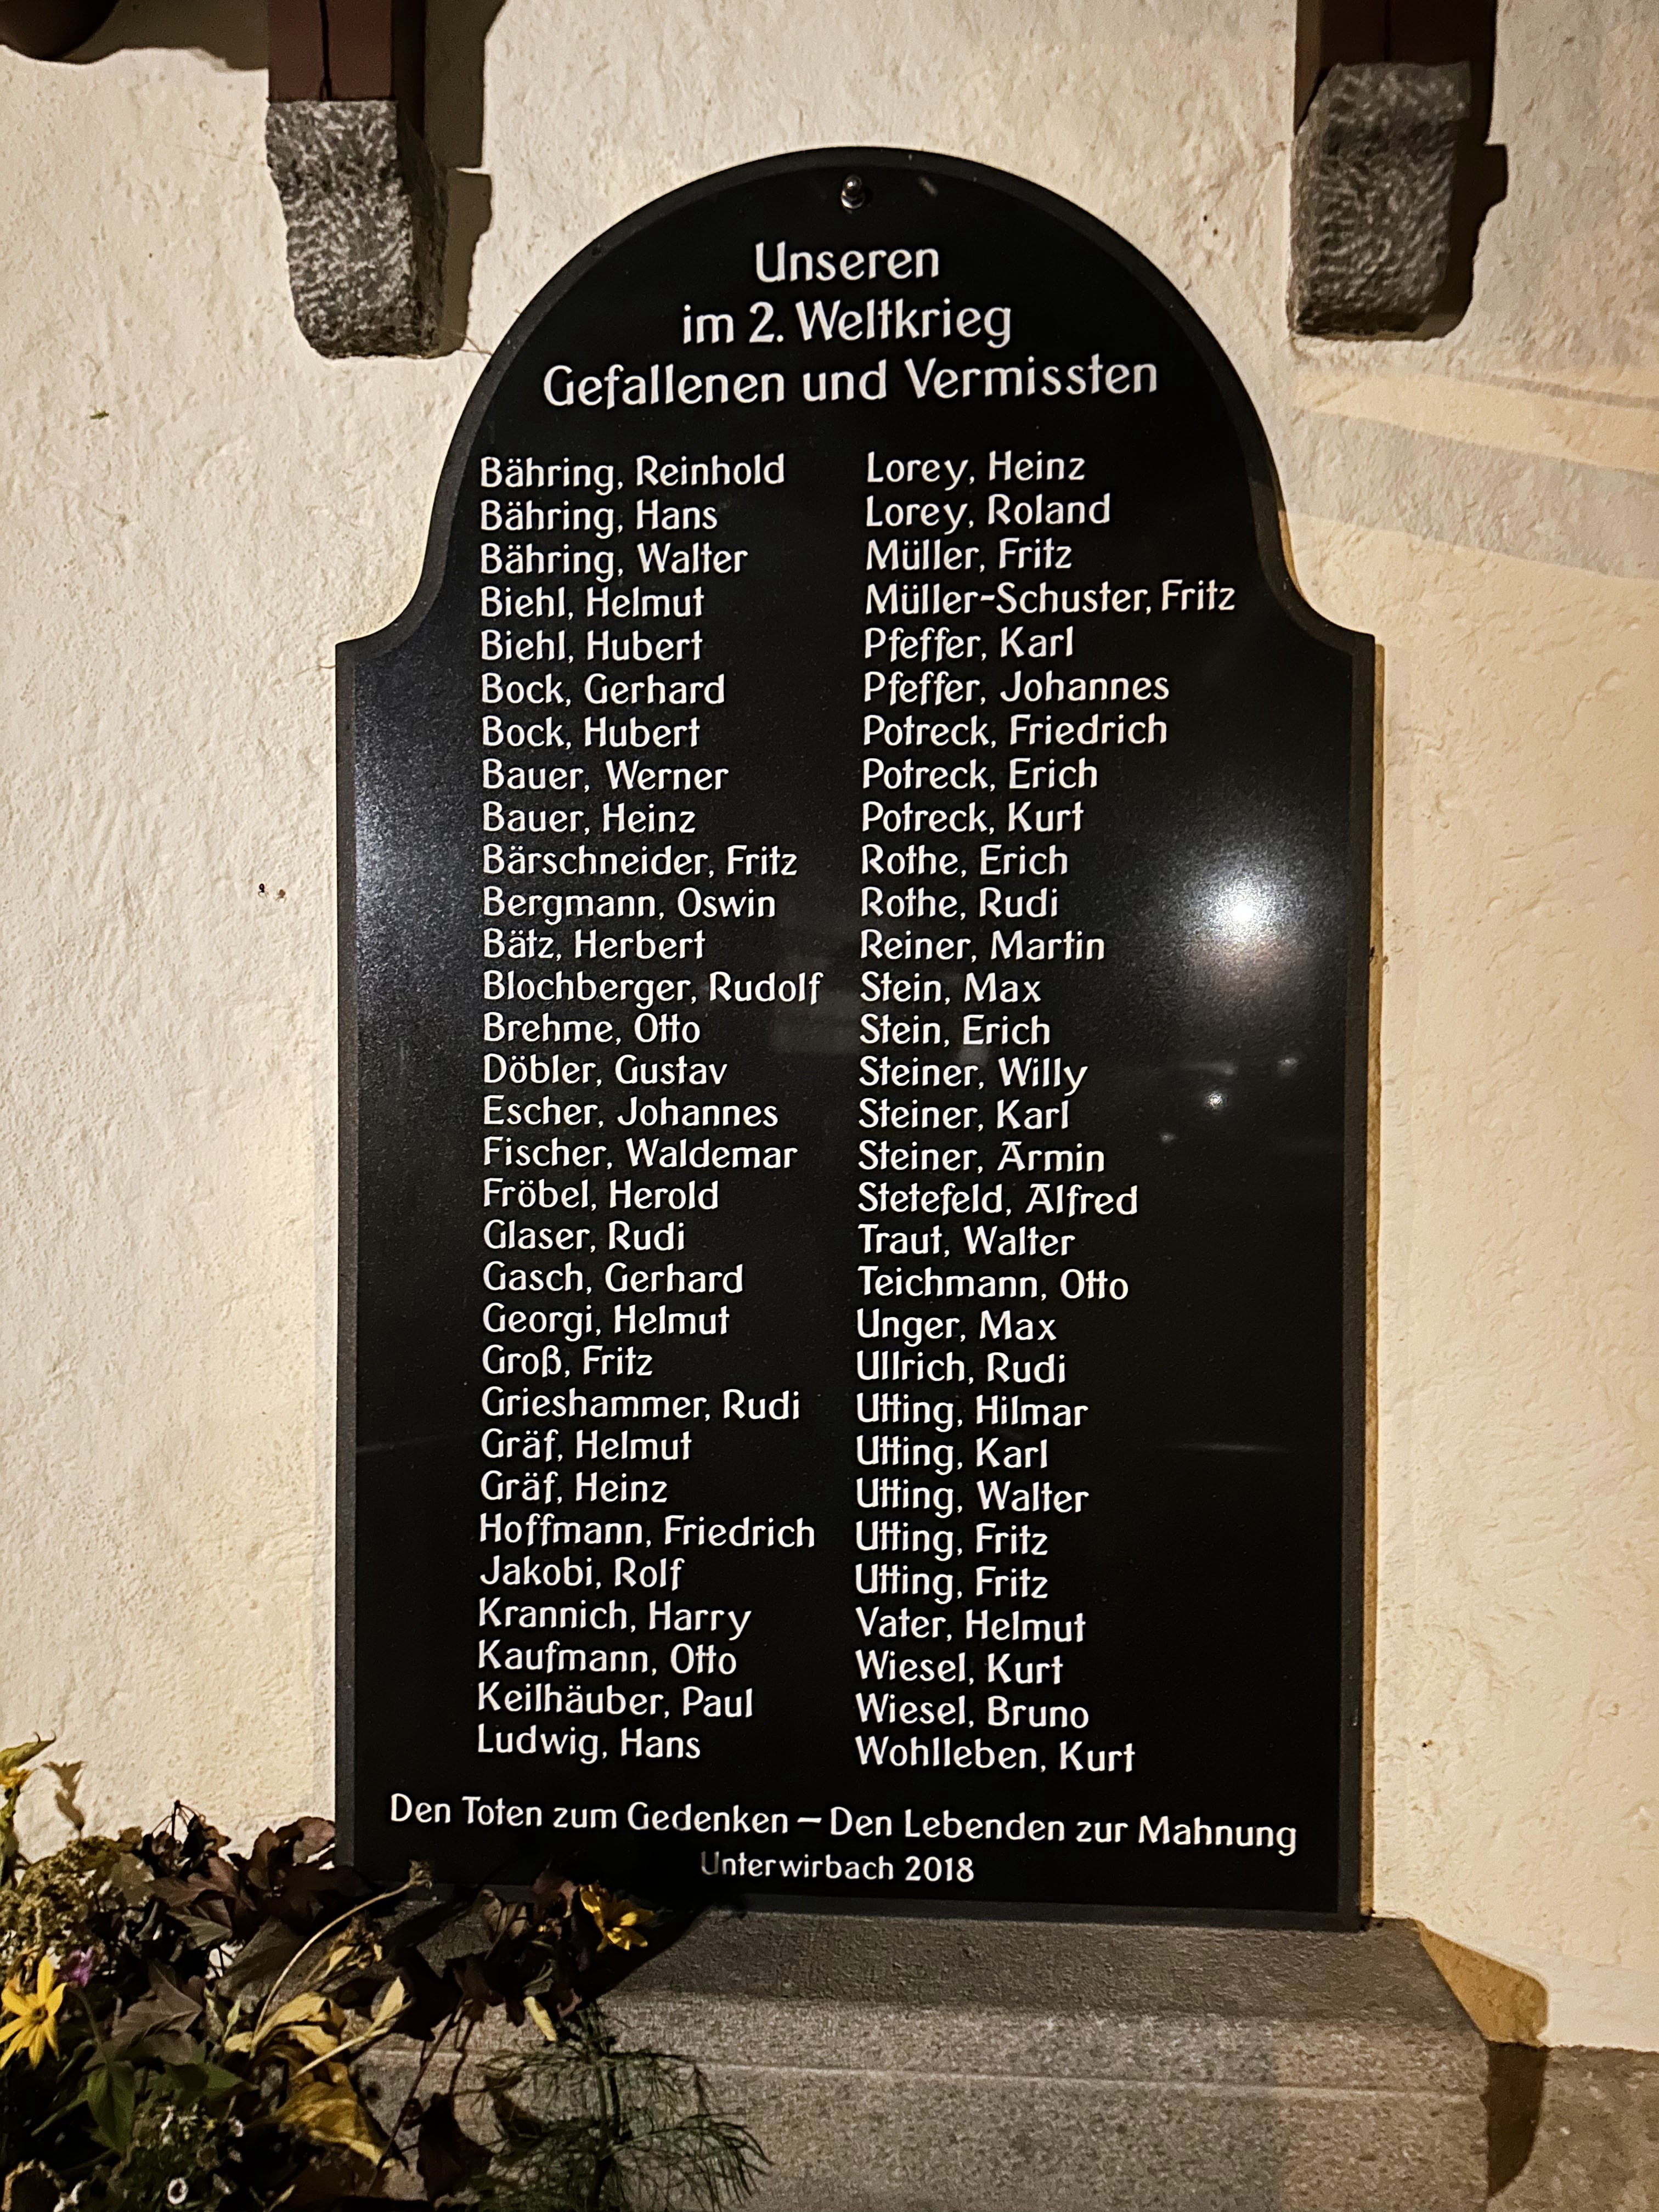 Unseren
im 2. Weltkrieg
Gefallenen und Vermissten
Bähring, Reinhold
Bähring, Hans
Bähring, Walter
Biehl, Helmut
Biehl, Hubert
Bock, Gerhard
Bock, Hubert
Bauer, Werner
Bauer, Heinz
Bärschneider, Fritz
Bergmann, Oswin
Bätz, Herbert
Blochberger, Rudolf
Brehme, Otto
Döbler, Gustav
Escher, Johannes
Fischer, Waldemar
Fröbel, Herold
Glaser, Rudi
Gasch, Gerhard
Georgi, Helmut
Groß, Fritz
Grieshammer, Rudi
Gräf, Helmut
Gräf, Heinz
Hoffmann, Friedrich
Jakobi, Rolf
Krannich, Harry
Kaufmann, Otto
Keilhäuber, Paul
Ludwig, Hans
Lorey, Heinz
Lorey, Roland
Müller, Fritz
Müller-Schuster, Fritz
Pfeffer, Karl
Pfeffer, Johannes
Potreck, Friedrich
Potreck, Erich
Potreck, Kurt
Rothe, Erich
Rothe, Rudi
Reiner, Martin
Stein, Max
Stein, Erich
Steiner, Willy
Steiner, Karl
Steiner, Armin
Stetefeld, Alfred
Traut, Walter
Teichmann, Otto
Unger, Max
Ullrich, Rudi
Utting, Hilmar
Utting, Karl
Utting, Walter
Utting, Fritz
Utting, Fritz
Vater, Helmut
Wiesel, Kurt
Wiesel, Bruno
Wohlleben, Kurt
Den Toten zum Gedenken – Den Lebenden zur Mahnung
Unterwirbach 2018